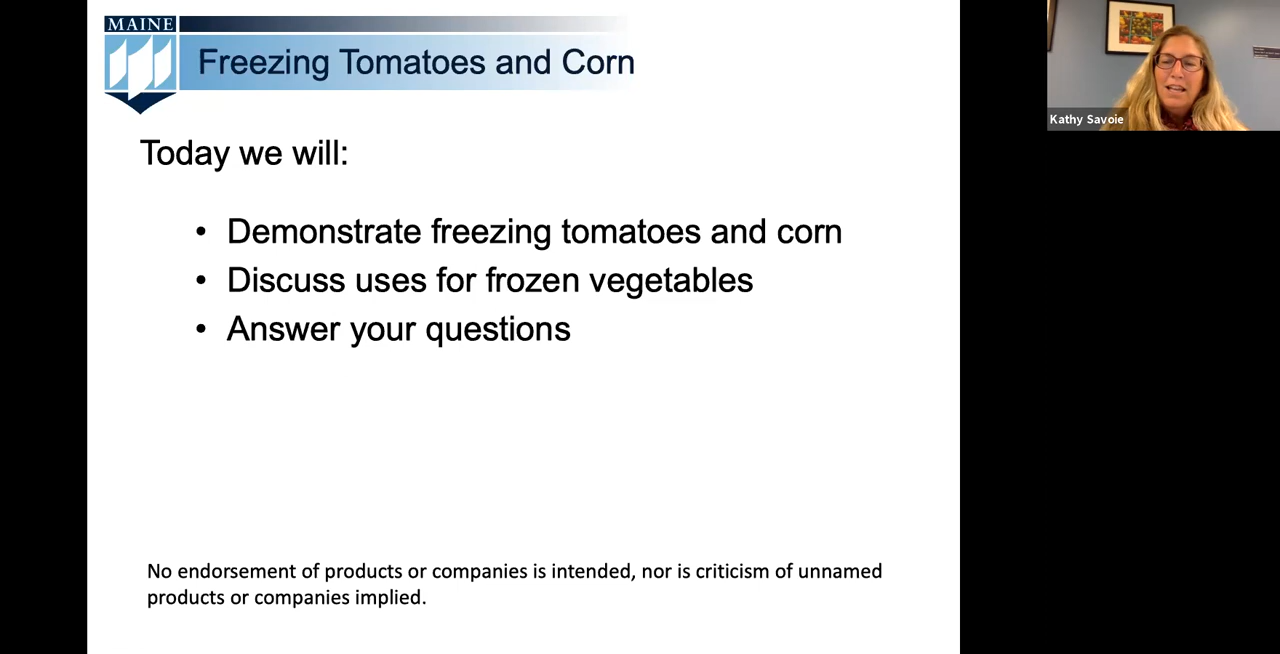 MAINE
Freezing Tomatoes and Corn
Today we will:
• Demonstrate freezing tomatoes and corn
• Discuss uses for frozen vegetables
• Answer your questions
No endorsement of products or companies is intended, nor is criticism of unnamed
products or companies implied.
Kathy Savoie